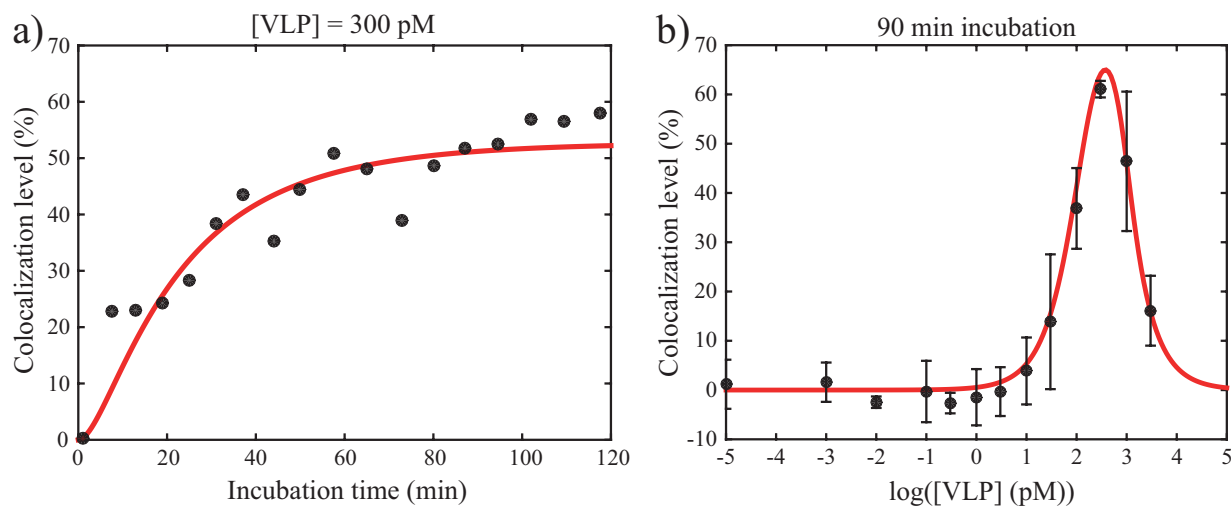 a)
[VLP] = 300 pM
Colocalization level (%)
70
60
50
40
30
20
10
0
0 20 40 60 80 100 120
Incubation time (min)
b)
90 min incubation
Colocalization level (%)
70
60
50
40
30
20
10
0
-10
-5 -4 -3 -2 -1 0 1 2 3 4 5
log([VLP] (pM))